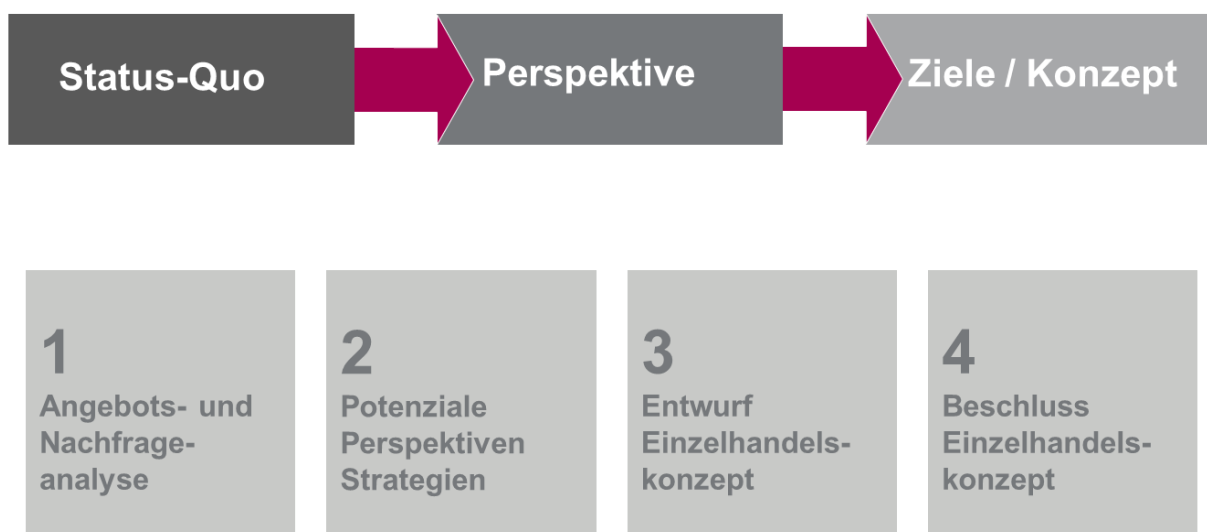 Status-Quo
Perspektive
Ziele / Konzept
1
Angebots- und
Nachfrage-
analyse
2
Potenziale
Perspektiven
Strategien
3
Entwurf
Einzelhandels-
konzept
4
Beschluss
Einzelhandels-
konzept